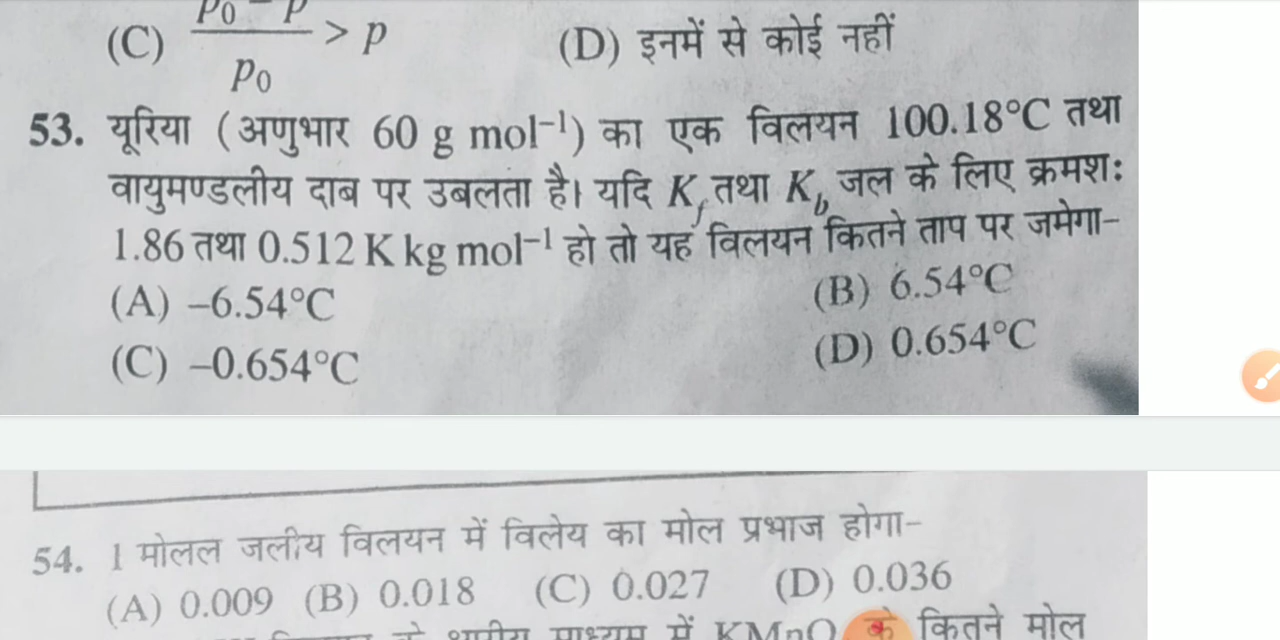 (C) p₀ – p / p₀ > p (D) इनमें से कोई नहीं
53. यूरिया (अणुभार 60 g mol⁻¹) का एक विलयन 100.18°C तथा
वायुमण्डलीय दाब पर उबलता है। यदि K_f तथा K_b जल के लिए क्रमशः
1.86 तथा 0.512 K kg mol⁻¹ हो तो यह विलयन कितने ताप पर जमेगा–
(A) –6.54°C (B) 6.54°C
(C) –0.654°C (D) 0.654°C
54. 1 मोलल जलीय विलयन में विलेय का मोल प्रभाज होगा–
(A) 0.009 (B) 0.018 (C) 0.027 (D) 0.036
माध्यम में KMnO के कितने मोल